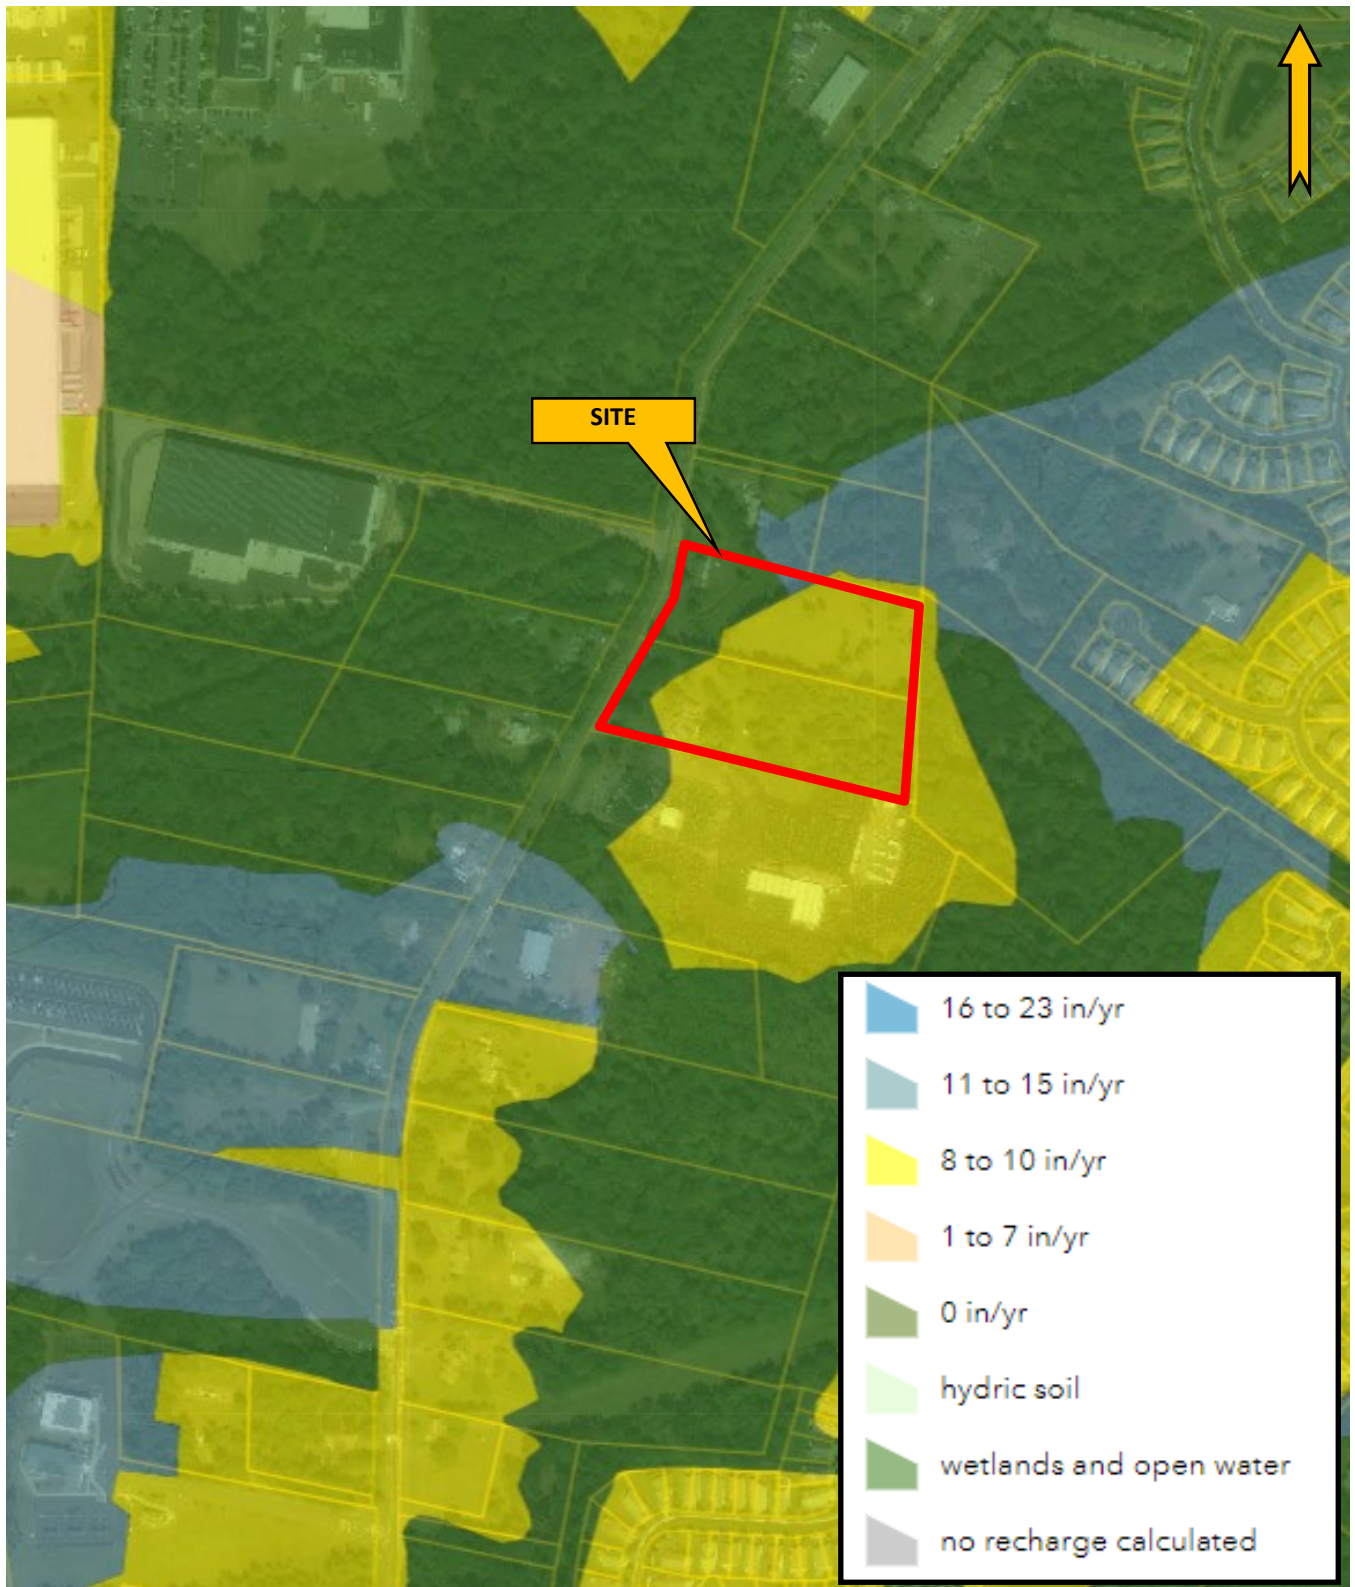 SITE
16 to 23 in/yr
11 to 15 in/yr
8 to 10 in/yr
1 to 7 in/yr
0 in/yr
hydric soil
wetlands and open water
no recharge calculated